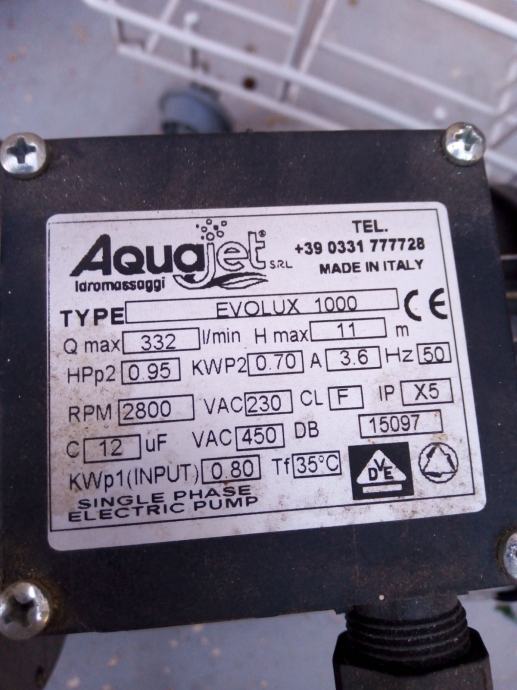 Aquajet® SRL
Idromassaggi
TEL.
+39 0331 777728
MADE IN ITALY
TYPE EVOLUX 1000 CE
Q max 332 l/min H max 11 m
HPp2 0.95 KWP2 0.70 A 3.6 Hz 50
RPM 2800 VAC 230 CL F IP X5
C 12 uF VAC 450 DB 15097
KWp1(INPUT) 0.80 Tf 35°C
DVE
SINGLE PHASE
ELECTRIC PUMP